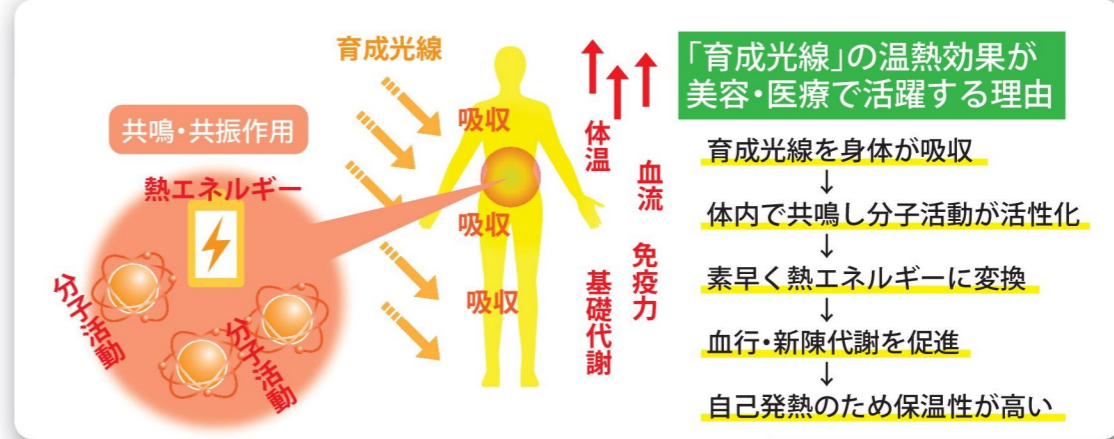 育成光線
共鳴・共振作用
熱エネルギー
分子活動
分子活動
吸収
吸収
吸収
体温
血流
基礎代謝
免疫力
「育成光線」の温熱効果が
美容・医療で活躍する理由
育成光線を身体が吸収
↓
体内で共鳴し分子活動が活性化
↓
素早く熱エネルギーに変換
↓
血行・新陳代謝を促進
↓
自己発熱のため保温性が高い